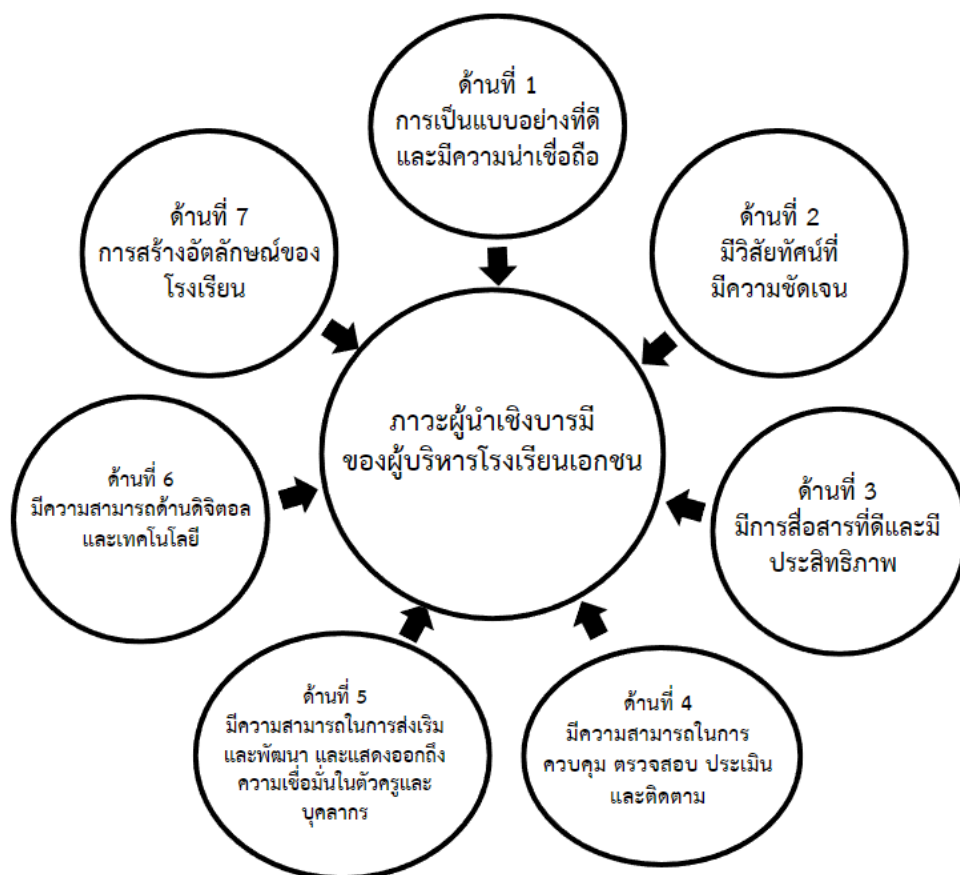 ด้านที่ 1
การเป็นแบบอย่างที่ดี
และมีความน่าเชื่อถือ
ด้านที่ 2
มีวิสัยทัศน์ที่
มีความชัดเจน
ด้านที่ 3
มีการสื่อสารที่ดีและมี
ประสิทธิภาพ
ด้านที่ 4
มีความสามารถในการ
ควบคุม ตรวจสอบ ประเมิน
และติดตาม
ด้านที่ 5
มีความสามารถในการส่งเริม
และพัฒนา และแสดงออกถึง
ความเชื่อมั่นในตัวครูและ
บุคลากร
ด้านที่ 6
มีความสามารถด้านดิจิตอล
และเทคโนโลยี
ด้านที่ 7
การสร้างอัตลักษณ์ของ
โรงเรียน
ภาวะผู้นำเชิงบารมี
ของผู้บริหารโรงเรียนเอกชน